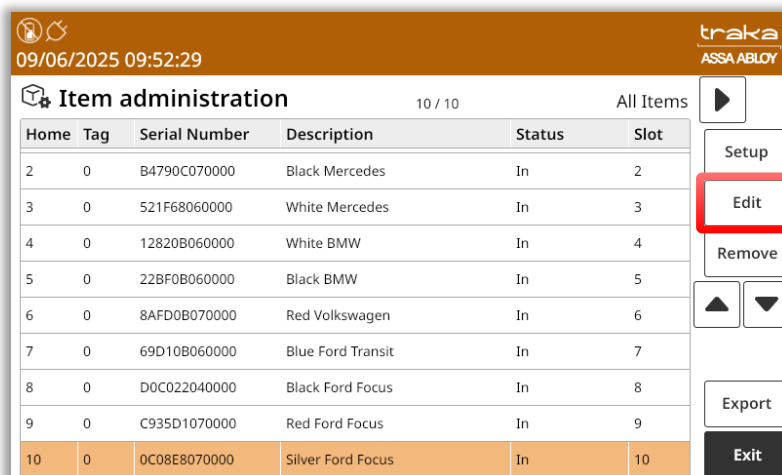 09/06/2025 09:52:29
traka
ASSA ABLOY
Item administration 10 / 10 All Items
Home Tag Serial Number Description Status Slot
2 0 B4790C070000 Black Mercedes In 2
3 0 521F68060000 White Mercedes In 3
4 0 12820B060000 White BMW In 4
5 0 22BF0B060000 Black BMW In 5
6 0 8AFD0B070000 Red Volkswagen In 6
7 0 69D10B060000 Blue Ford Transit In 7
8 0 D0C022040000 Black Ford Focus In 8
9 0 C935D1070000 Red Ford Focus In 9
10 0 0C08E8070000 Silver Ford Focus In 10
Setup
Edit
Remove
Export
Exit